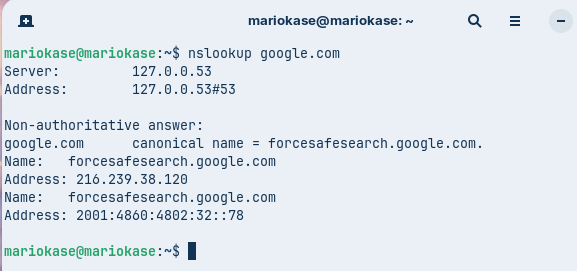 mariokase@mariokase: ~
mariokase@mariokase:~$ nslookup google.com
Server:         127.0.0.53
Address:        127.0.0.53#53

Non-authoritative answer:
google.com      canonical name = forcesafesearch.google.com.
Name:   forcesafesearch.google.com
Address: 216.239.38.120
Name:   forcesafesearch.google.com
Address: 2001:4860:4802:32::78

mariokase@mariokase:~$